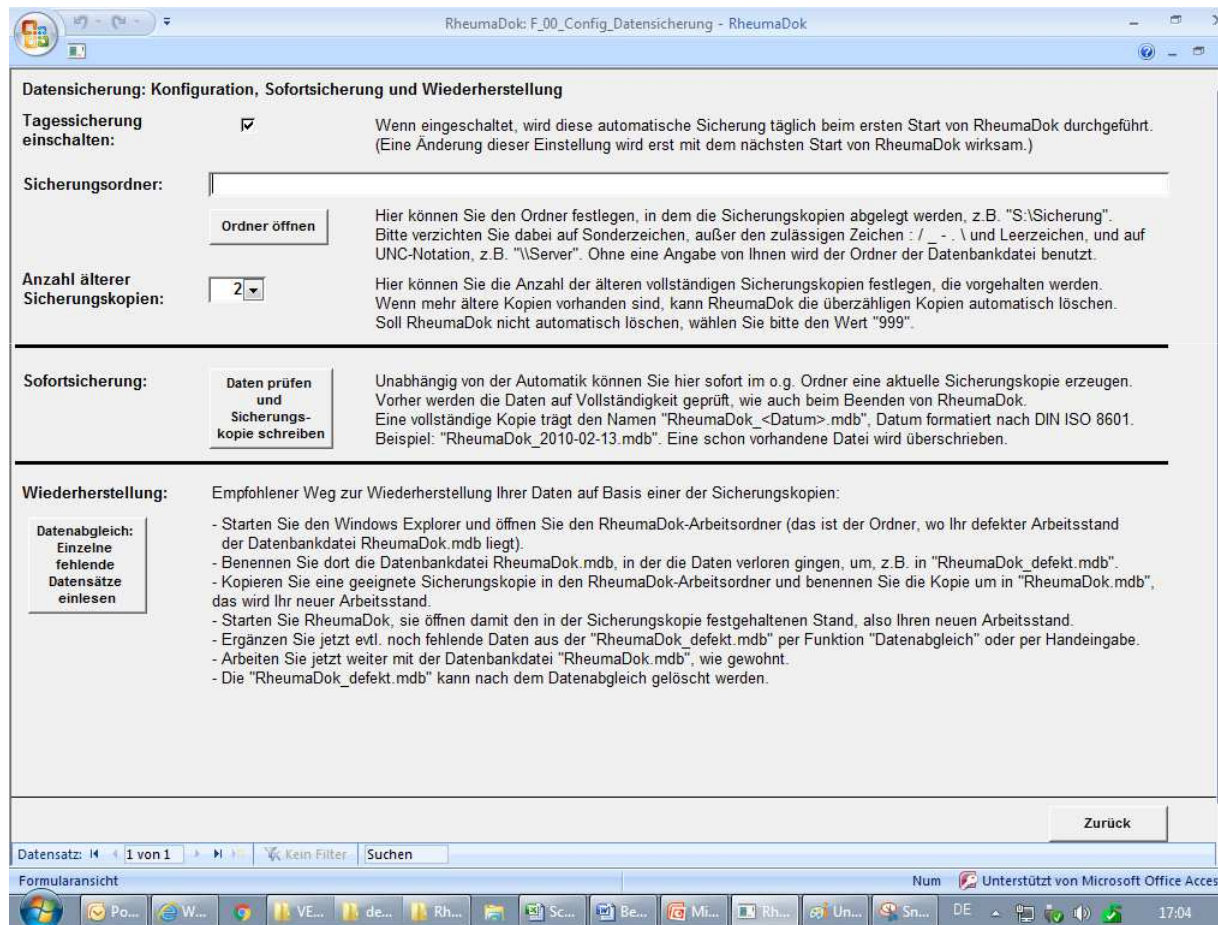 RheumaDok: F_00_Config_Datensicherung - RheumaDok
Datensicherung: Konfiguration, Sofortsicherung und Wiederherstellung
Tagessicherung
einschalten:
Wenn eingeschaltet, wird diese automatische Sicherung täglich beim ersten Start von RheumaDok durchgeführt.
(Eine Änderung dieser Einstellung wird erst mit dem nächsten Start von RheumaDok wirksam.)
Sicherungsordner:
Ordner öffnen
Hier können Sie den Ordner festlegen, in dem die Sicherungskopien abgelegt werden, z.B. "S:\Sicherung".
Bitte verzichten Sie dabei auf Sonderzeichen, außer den zulässigen Zeichen : / _ - . \ und Leerzeichen, und auf
UNC-Notation, z.B. "\\Server". Ohne eine Angabe von Ihnen wird der Ordner der Datenbankdatei benutzt.
Anzahl älterer
Sicherungskopien:
2
Hier können Sie die Anzahl der älteren vollständigen Sicherungskopien festlegen, die vorgehalten werden.
Wenn mehr ältere Kopien vorhanden sind, kann RheumaDok die überzähligen Kopien automatisch löschen.
Soll RheumaDok nicht automatisch löschen, wählen Sie bitte den Wert "999".
Sofortsicherung:
Daten prüfen
und
Sicherungs-
kopie schreiben
Unabhängig von der Automatik können Sie hier sofort im o.g. Ordner eine aktuelle Sicherungskopie erzeugen.
Vorher werden die Daten auf Vollständigkeit geprüft, wie auch beim Beenden von RheumaDok.
Eine vollständige Kopie trägt den Namen "RheumaDok_<Datum>.mdb", Datum formatiert nach DIN ISO 8601.
Beispiel: "RheumaDok_2010-02-13.mdb". Eine schon vorhandene Datei wird überschrieben.
Wiederherstellung:
Empfohlener Weg zur Wiederherstellung Ihrer Daten auf Basis einer der Sicherungskopien:
Datenabgleich:
Einzelne
fehlende
Datensätze
einlesen
- Starten Sie den Windows Explorer und öffnen Sie den RheumaDok-Arbeitsordner (das ist der Ordner, wo Ihr defekter Arbeitsstand
der Datenbankdatei RheumaDok.mdb liegt).
- Benennen Sie dort die Datenbankdatei RheumaDok.mdb, in der die Daten verloren gingen, um, z.B. in "RheumaDok_defekt.mdb".
- Kopieren Sie eine geeignete Sicherungskopie in den RheumaDok-Arbeitsordner und benennen Sie die Kopie um in "RheumaDok.mdb",
das wird Ihr neuer Arbeitsstand.
- Starten Sie RheumaDok, sie öffnen damit den in der Sicherungskopie festgehaltenen Stand, also Ihren neuen Arbeitsstand.
- Ergänzen Sie jetzt evtl. noch fehlende Daten aus der "RheumaDok_defekt.mdb" per Funktion "Datenabgleich" oder per Handeingabe.
- Arbeiten Sie jetzt weiter mit der Datenbankdatei "RheumaDok.mdb", wie gewohnt.
- Die "RheumaDok_defekt.mdb" kann nach dem Datenabgleich gelöscht werden.
Zurück
Datensatz: 1 von 1 Kein Filter Suchen
Formularansicht Num Unterstützt von Microsoft Office Acces
Po... W... VE... de... Rh... Sc... Be... Mi... Rh... Un... Sn... DE 17:04